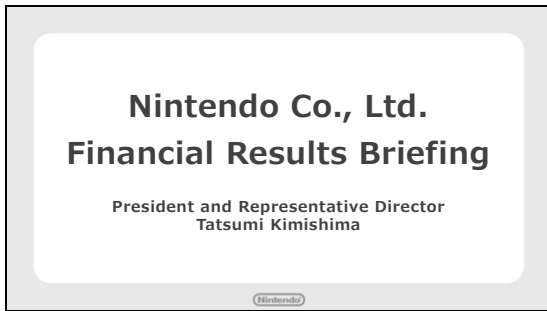 Nintendo Co., Ltd.
Financial Results Briefing
President and Representative Director
Tatsumi Kimishima
Nintendo